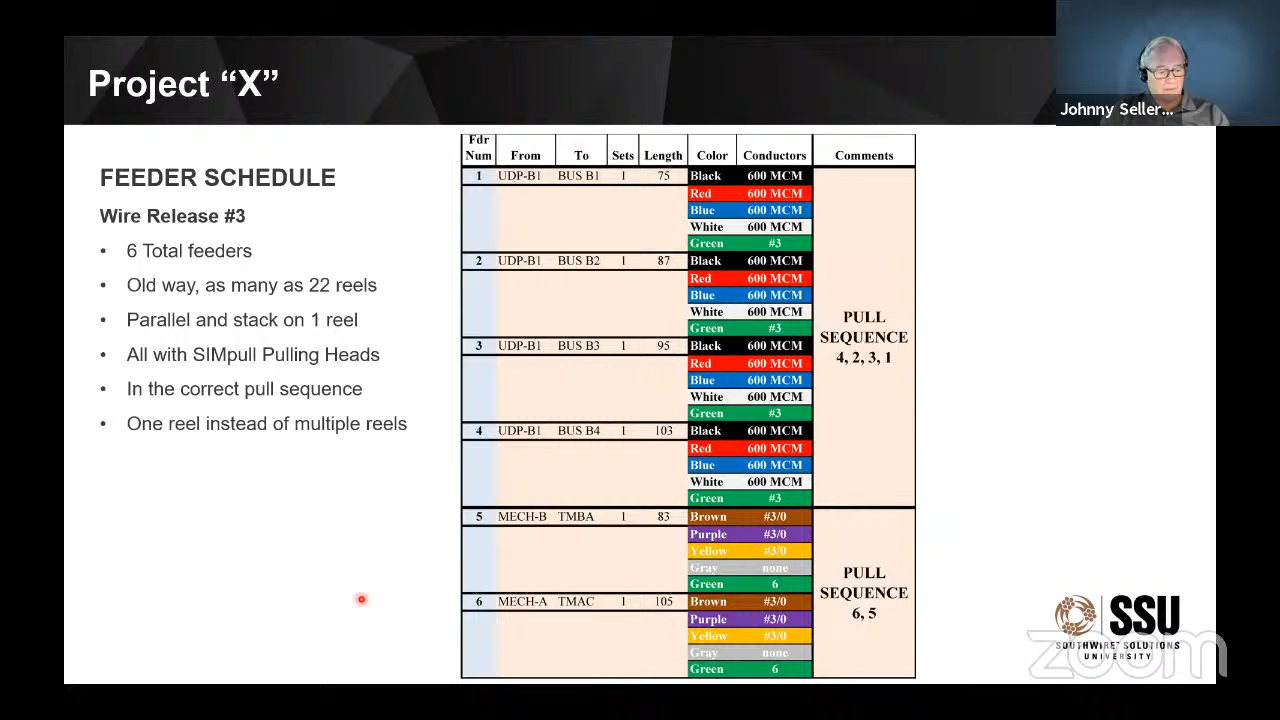 Project “X”
Johnny Seller...
FEEDER SCHEDULE
Wire Release #3
• 6 Total feeders
• Old way, as many as 22 reels
• Parallel and stack on 1 reel
• All with SIMpull Pulling Heads
• In the correct pull sequence
• One reel instead of multiple reels
Fdr Num From To Sets Length Color Conductors Comments
1 UDP-B1 BUS B1 1 75 Black 600 MCM
Red 600 MCM
Blue 600 MCM
White 600 MCM
Green #3
2 UDP-B1 BUS B2 1 87 Black 600 MCM
Red 600 MCM
Blue 600 MCM
White 600 MCM
Green #3
3 UDP-B1 BUS B3 1 95 Black 600 MCM
Red 600 MCM
Blue 600 MCM
White 600 MCM
Green #3
4 UDP-B1 BUS B4 1 103 Black 600 MCM
Red 600 MCM
Blue 600 MCM
White 600 MCM
Green #3
PULL
SEQUENCE
4, 2, 3, 1
5 MECH-B TMBA 1 83 Brown #3/0
Purple #3/0
Yellow #3/0
Gray none
Green 6
6 MECH-A TMAC 1 105 Brown #3/0
Purple #3/0
Yellow #3/0
Gray none
Green 6
PULL
SEQUENCE
6, 5
SSU
SOUTHWIRE SOLUTIONS
UNIVERSITY
zoom